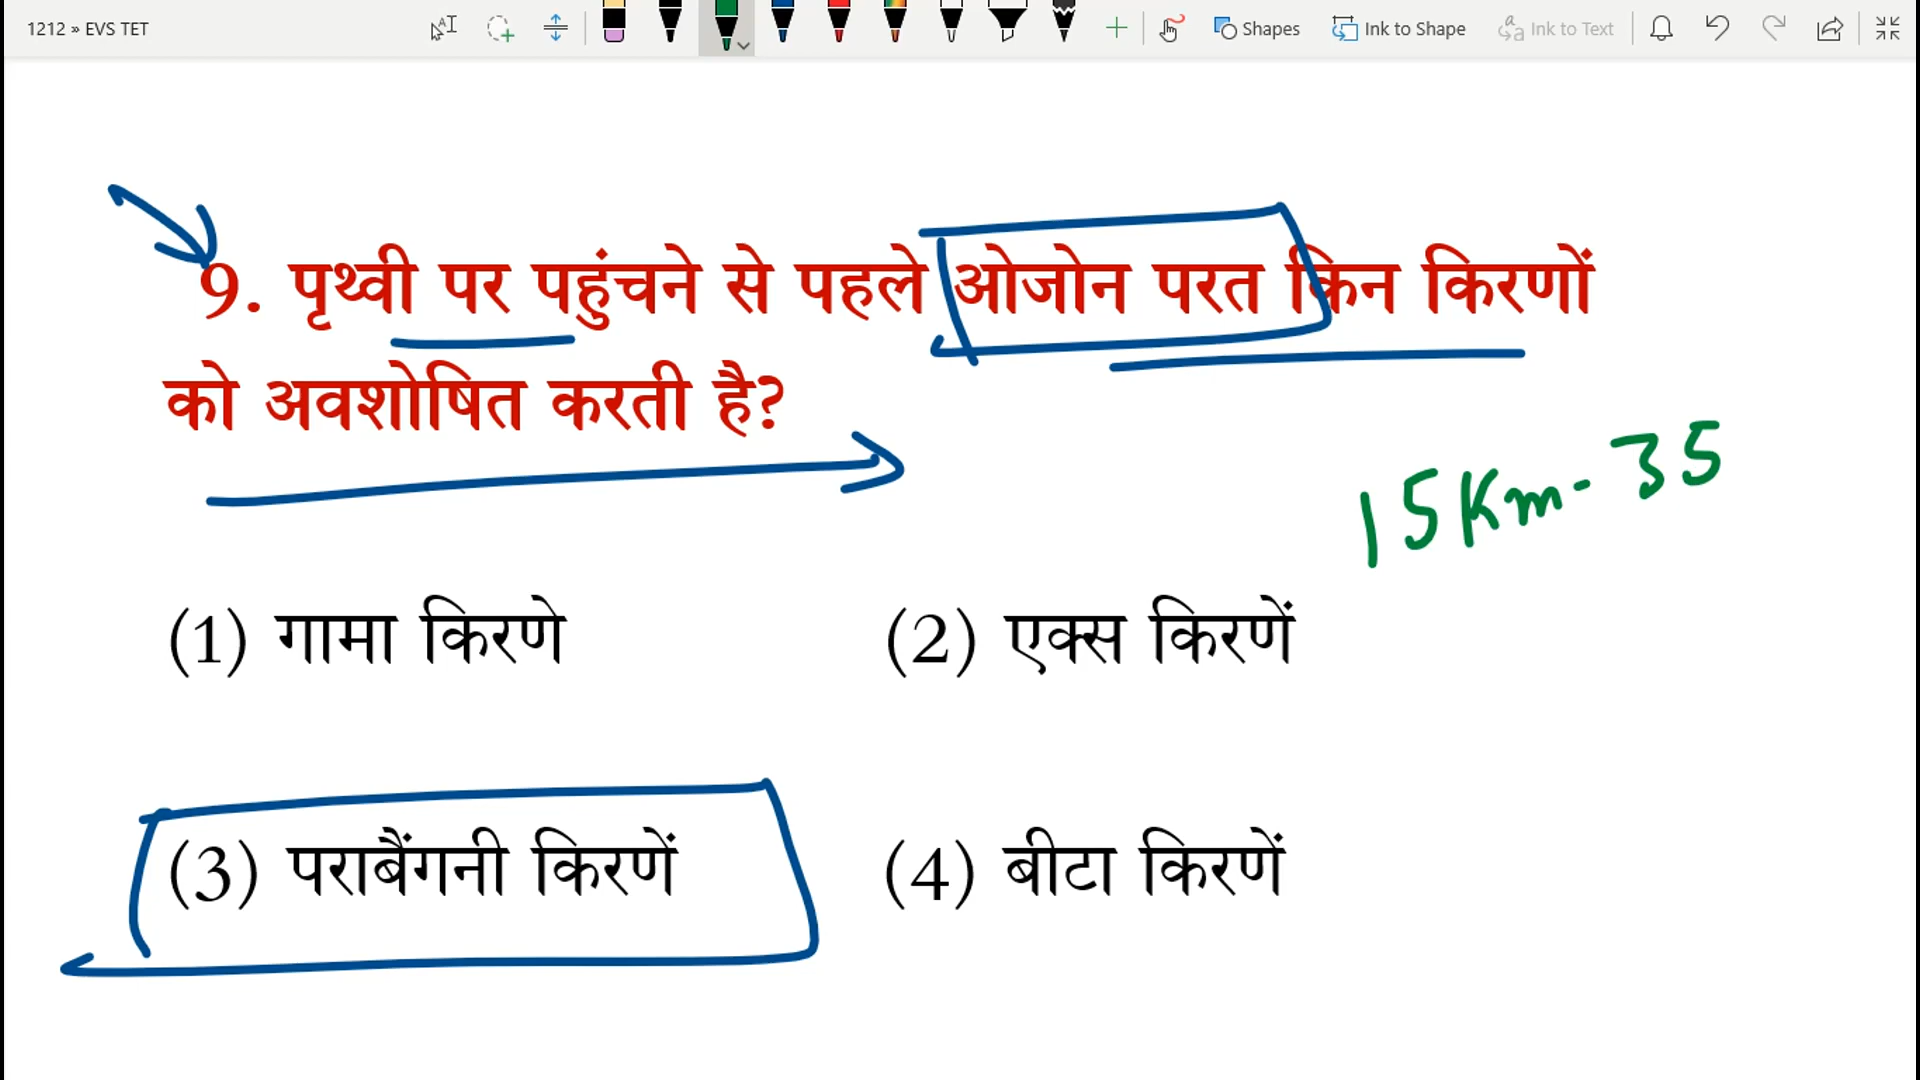 1212 » EVS TET
Shapes
Ink to Shape
Ink to Text
9. पृथ्वी पर पहुंचने से पहले ओजोन परत किन किरणों
को अवशोषित करती है?
15Km - 35
(1) गामा किरणे
(2) एक्स किरणें
(3) पराबैंगनी किरणें
(4) बीटा किरणें